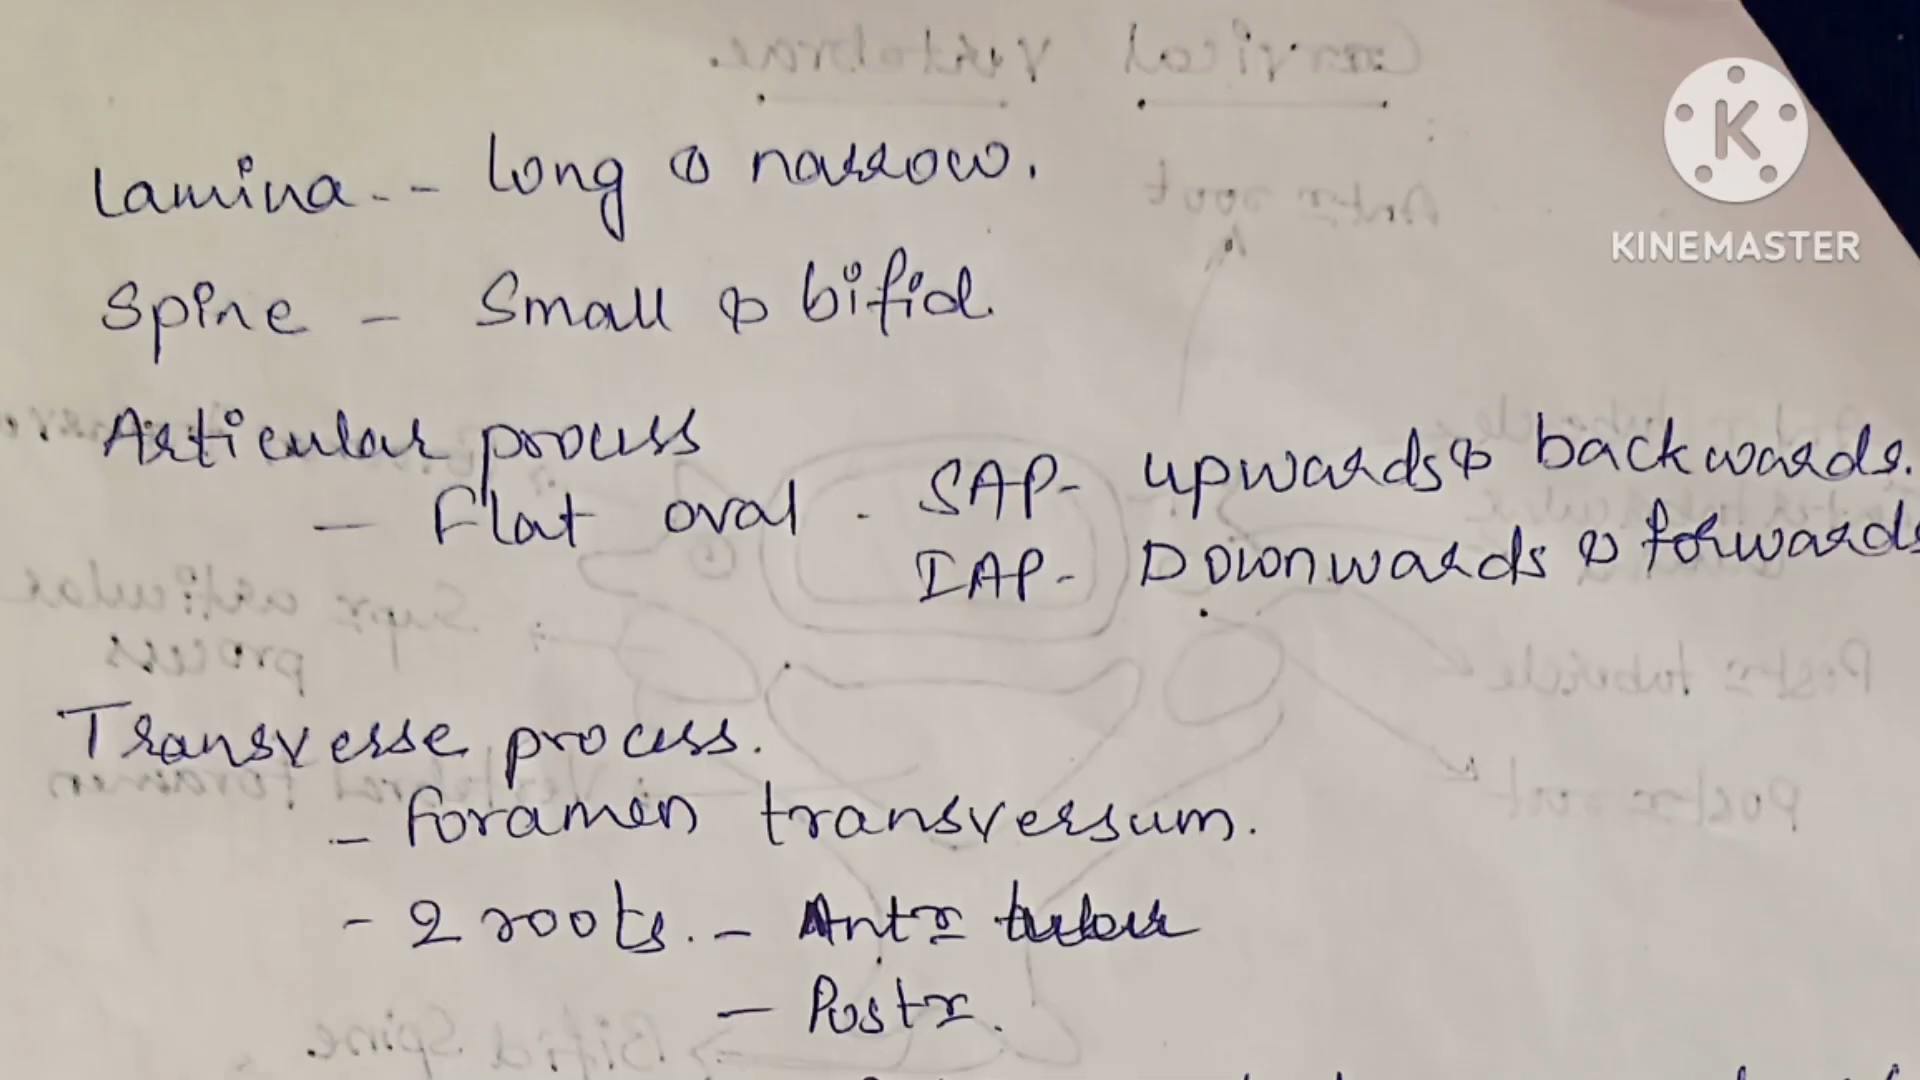 KINEMASTER
Lamina - Long & narrow.
Spine - Small & bifid.
Articular process
- Flat oval. SAP- upwards & backwards.
IAP- Downwards & forwards
Transverse process.
- foramen transversum.
- 2 roots. - Antr
- Postr.